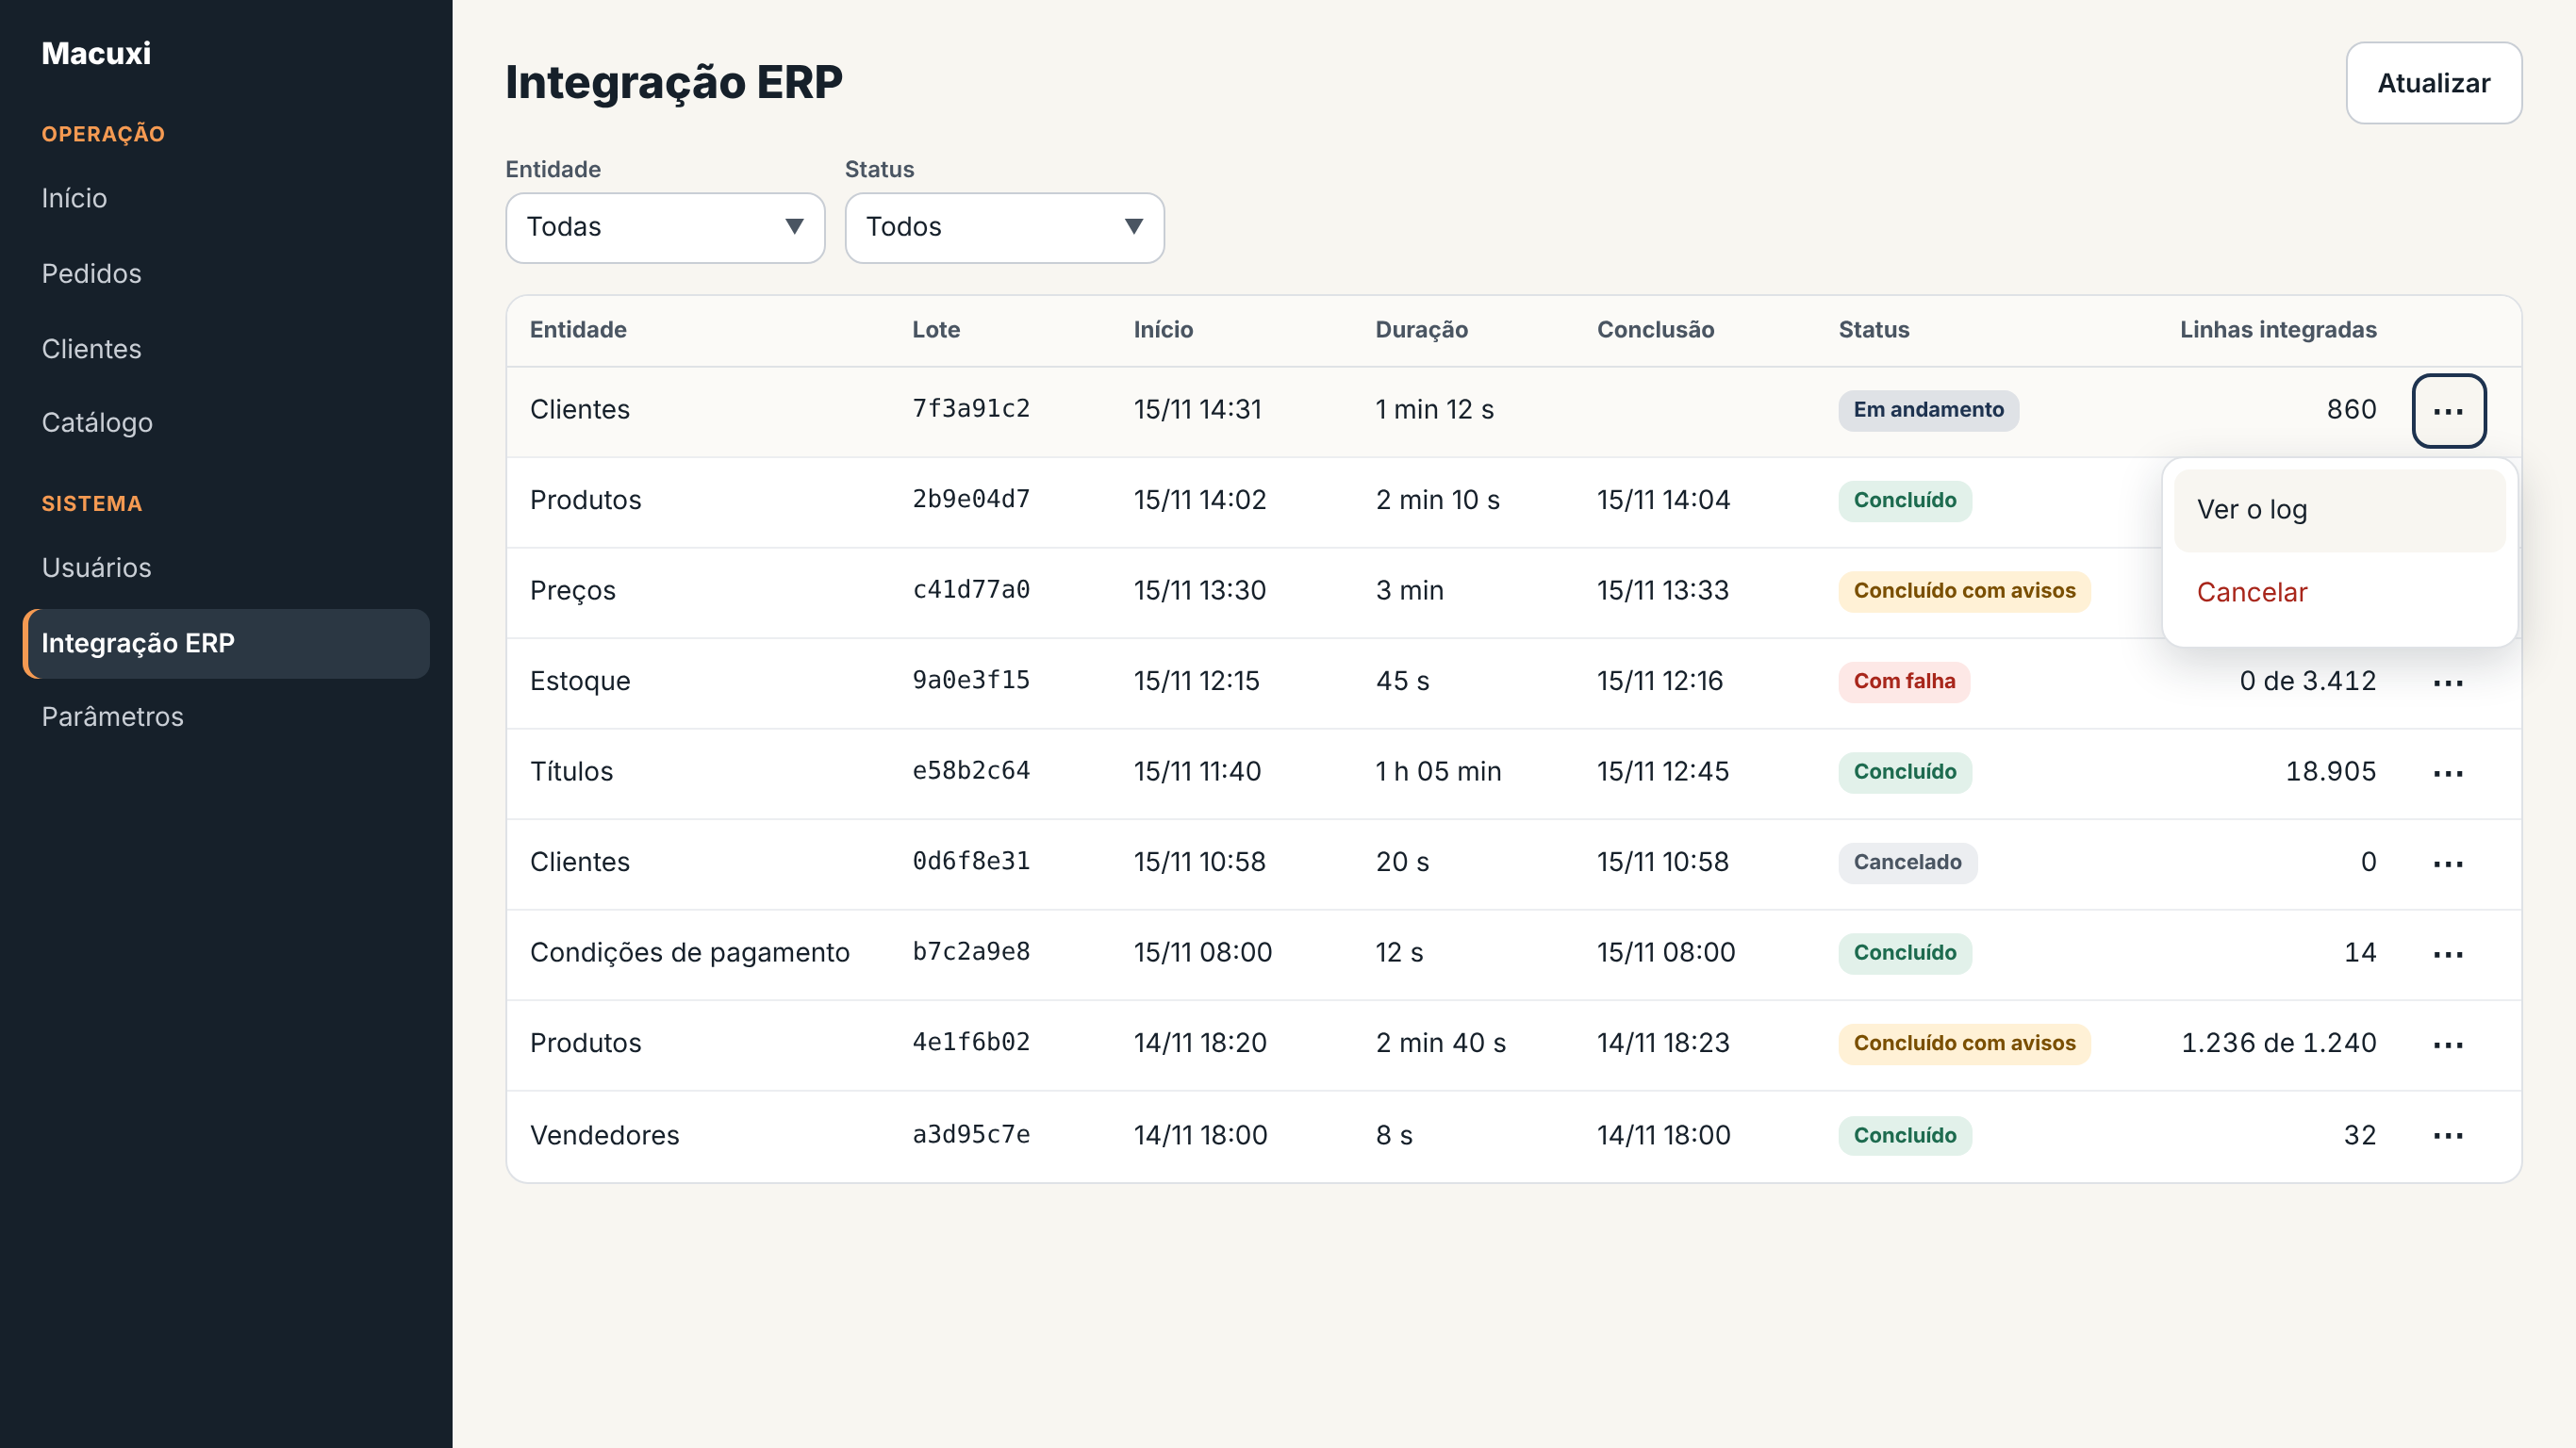 Macuxi
OPERAÇÃO
Início
Pedidos
Clientes
Catálogo
SISTEMA
Usuários
Integração ERP
Parâmetros
Integração ERP
Atualizar
Entidade Status
Todas Todos
Entidade Lote Início Duração Conclusão Status Linhas integradas
Clientes 7f3a91c2 15/11 14:31 1 min 12 s Em andamento 860 ...
Produtos 2b9e04d7 15/11 14:02 2 min 10 s 15/11 14:04 Concluído
Ver o log
Preços c41d77a0 15/11 13:30 3 min 15/11 13:33 Concluído com avisos
Cancelar
Estoque 9a0e3f15 15/11 12:15 45 s 15/11 12:16 Com falha 0 de 3.412 ...
Títulos e58b2c64 15/11 11:40 1 h 05 min 15/11 12:45 Concluído 18.905 ...
Clientes 0d6f8e31 15/11 10:58 20 s 15/11 10:58 Cancelado 0 ...
Condições de pagamento b7c2a9e8 15/11 08:00 12 s 15/11 08:00 Concluído 14 ...
Produtos 4e1f6b02 14/11 18:20 2 min 40 s 14/11 18:23 Concluído com avisos 1.236 de 1.240 ...
Vendedores a3d95c7e 14/11 18:00 8 s 14/11 18:00 Concluído 32 ...